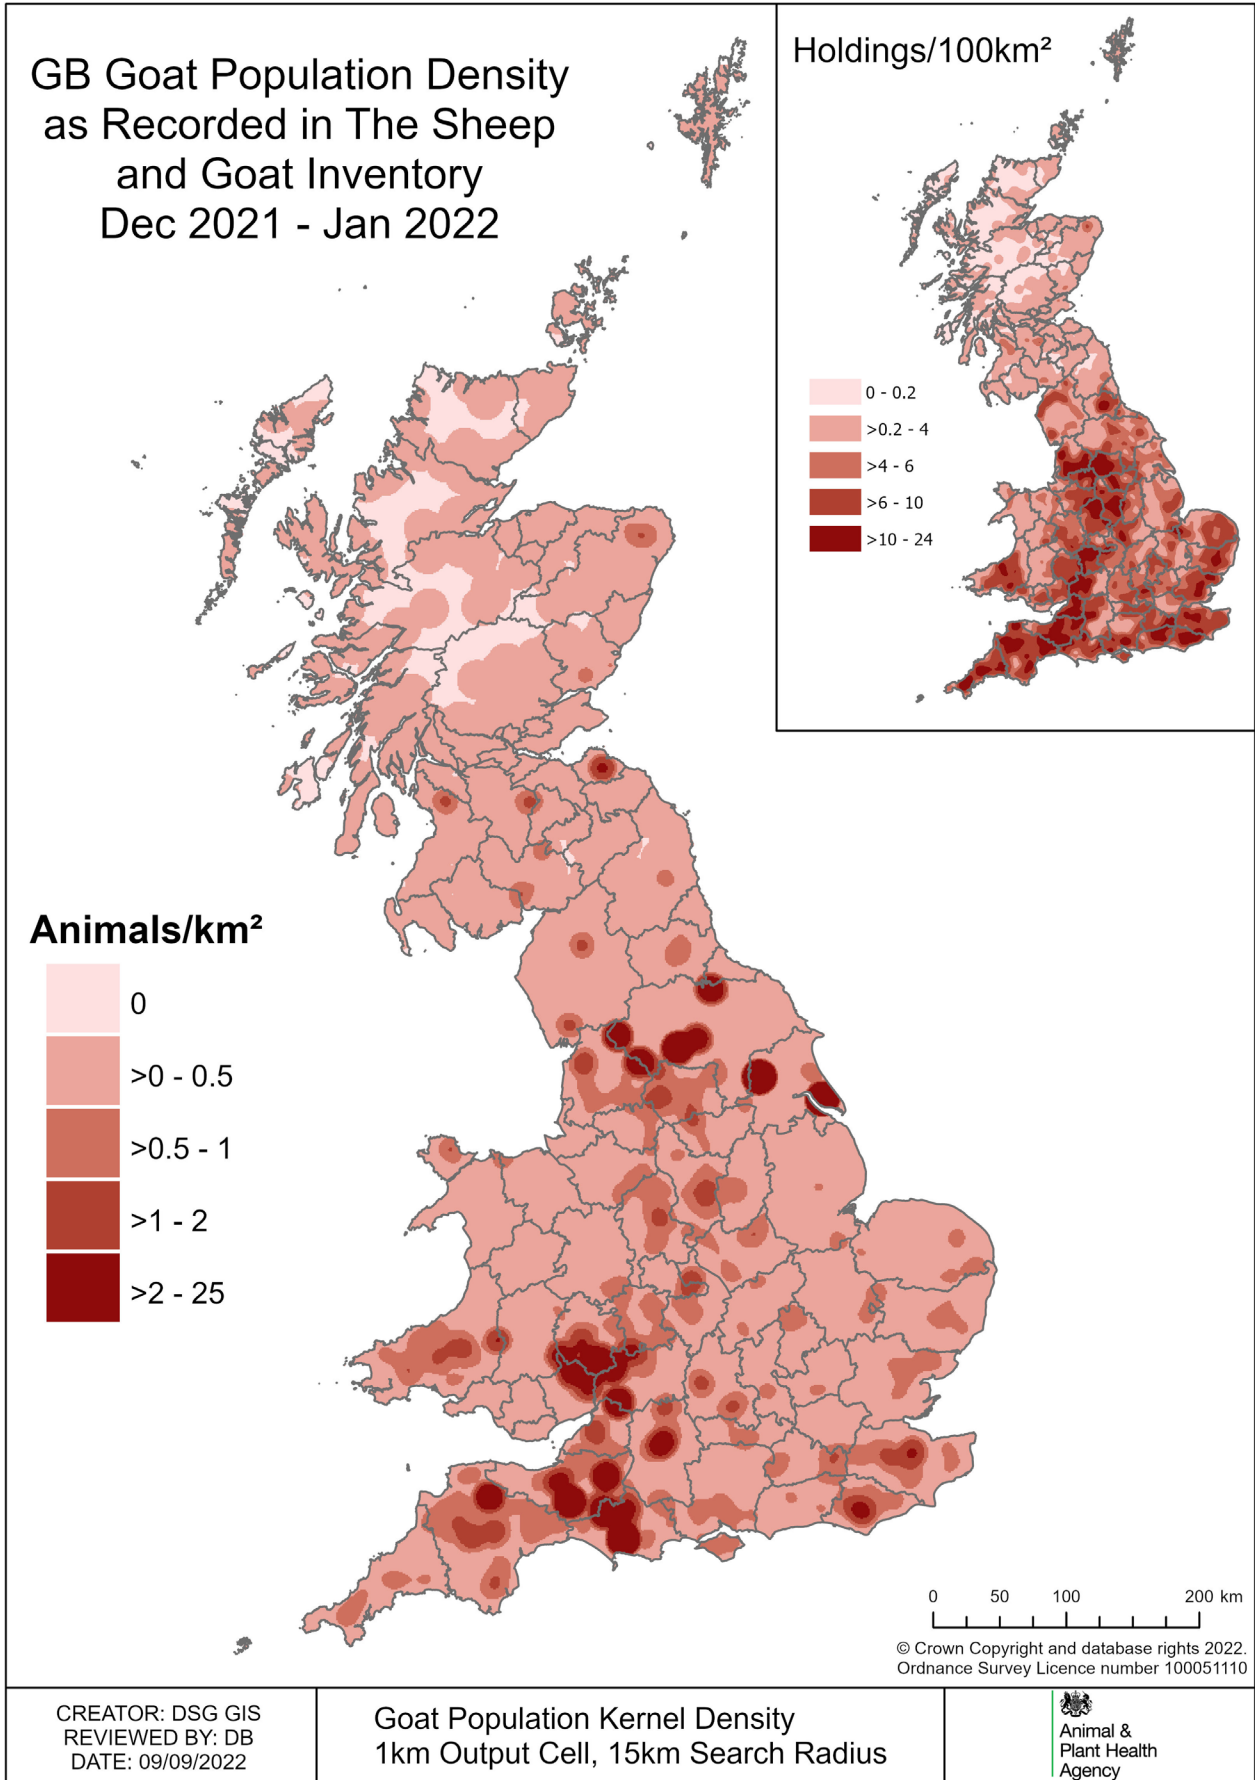 GB Goat Population Density
as Recorded in The Sheep
and Goat Inventory
Dec 2021 - Jan 2022
Holdings/100km²
0 - 0.2
>0.2 - 4
>4 - 6
>6 - 10
>10 - 24
Animals/km²
0
>0 - 0.5
>0.5 - 1
>1 - 2
>2 - 25
0 50 100 200 km
© Crown Copyright and database rights 2022.
Ordnance Survey Licence number 100051110
CREATOR: DSG GIS
REVIEWED BY: DB
DATE: 09/09/2022
Goat Population Kernel Density
1km Output Cell, 15km Search Radius
Animal &
Plant Health
Agency